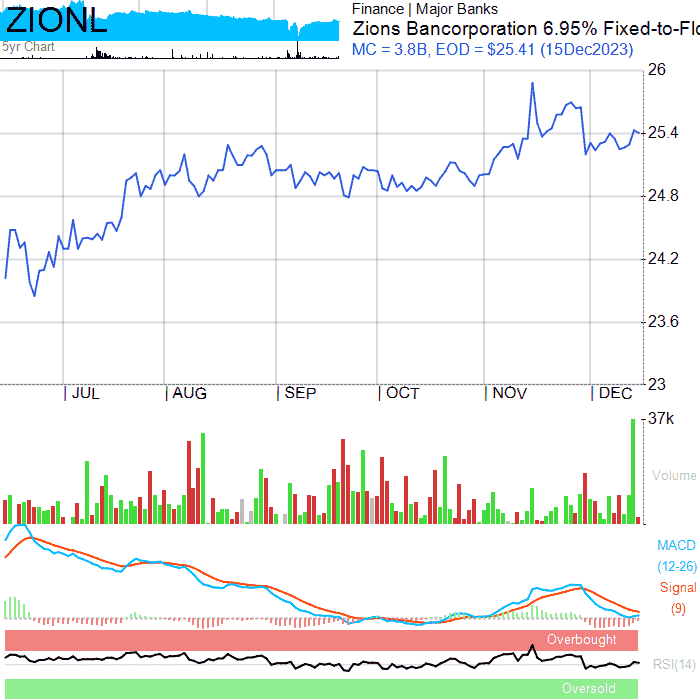 ZIONL
5yr Chart
Finance | Major Banks
Zions Bancorporation 6.95% Fixed-to-Flo
MC = 3.8B, EOD = $25.41 (15Dec2023)
26
25.4
24.8
24.2
23.6
23
JUL AUG SEP OCT NOV DEC
37k
Volume
MACD
(12-26)
Signal
(9)
Overbought
RSI(14)
Oversold